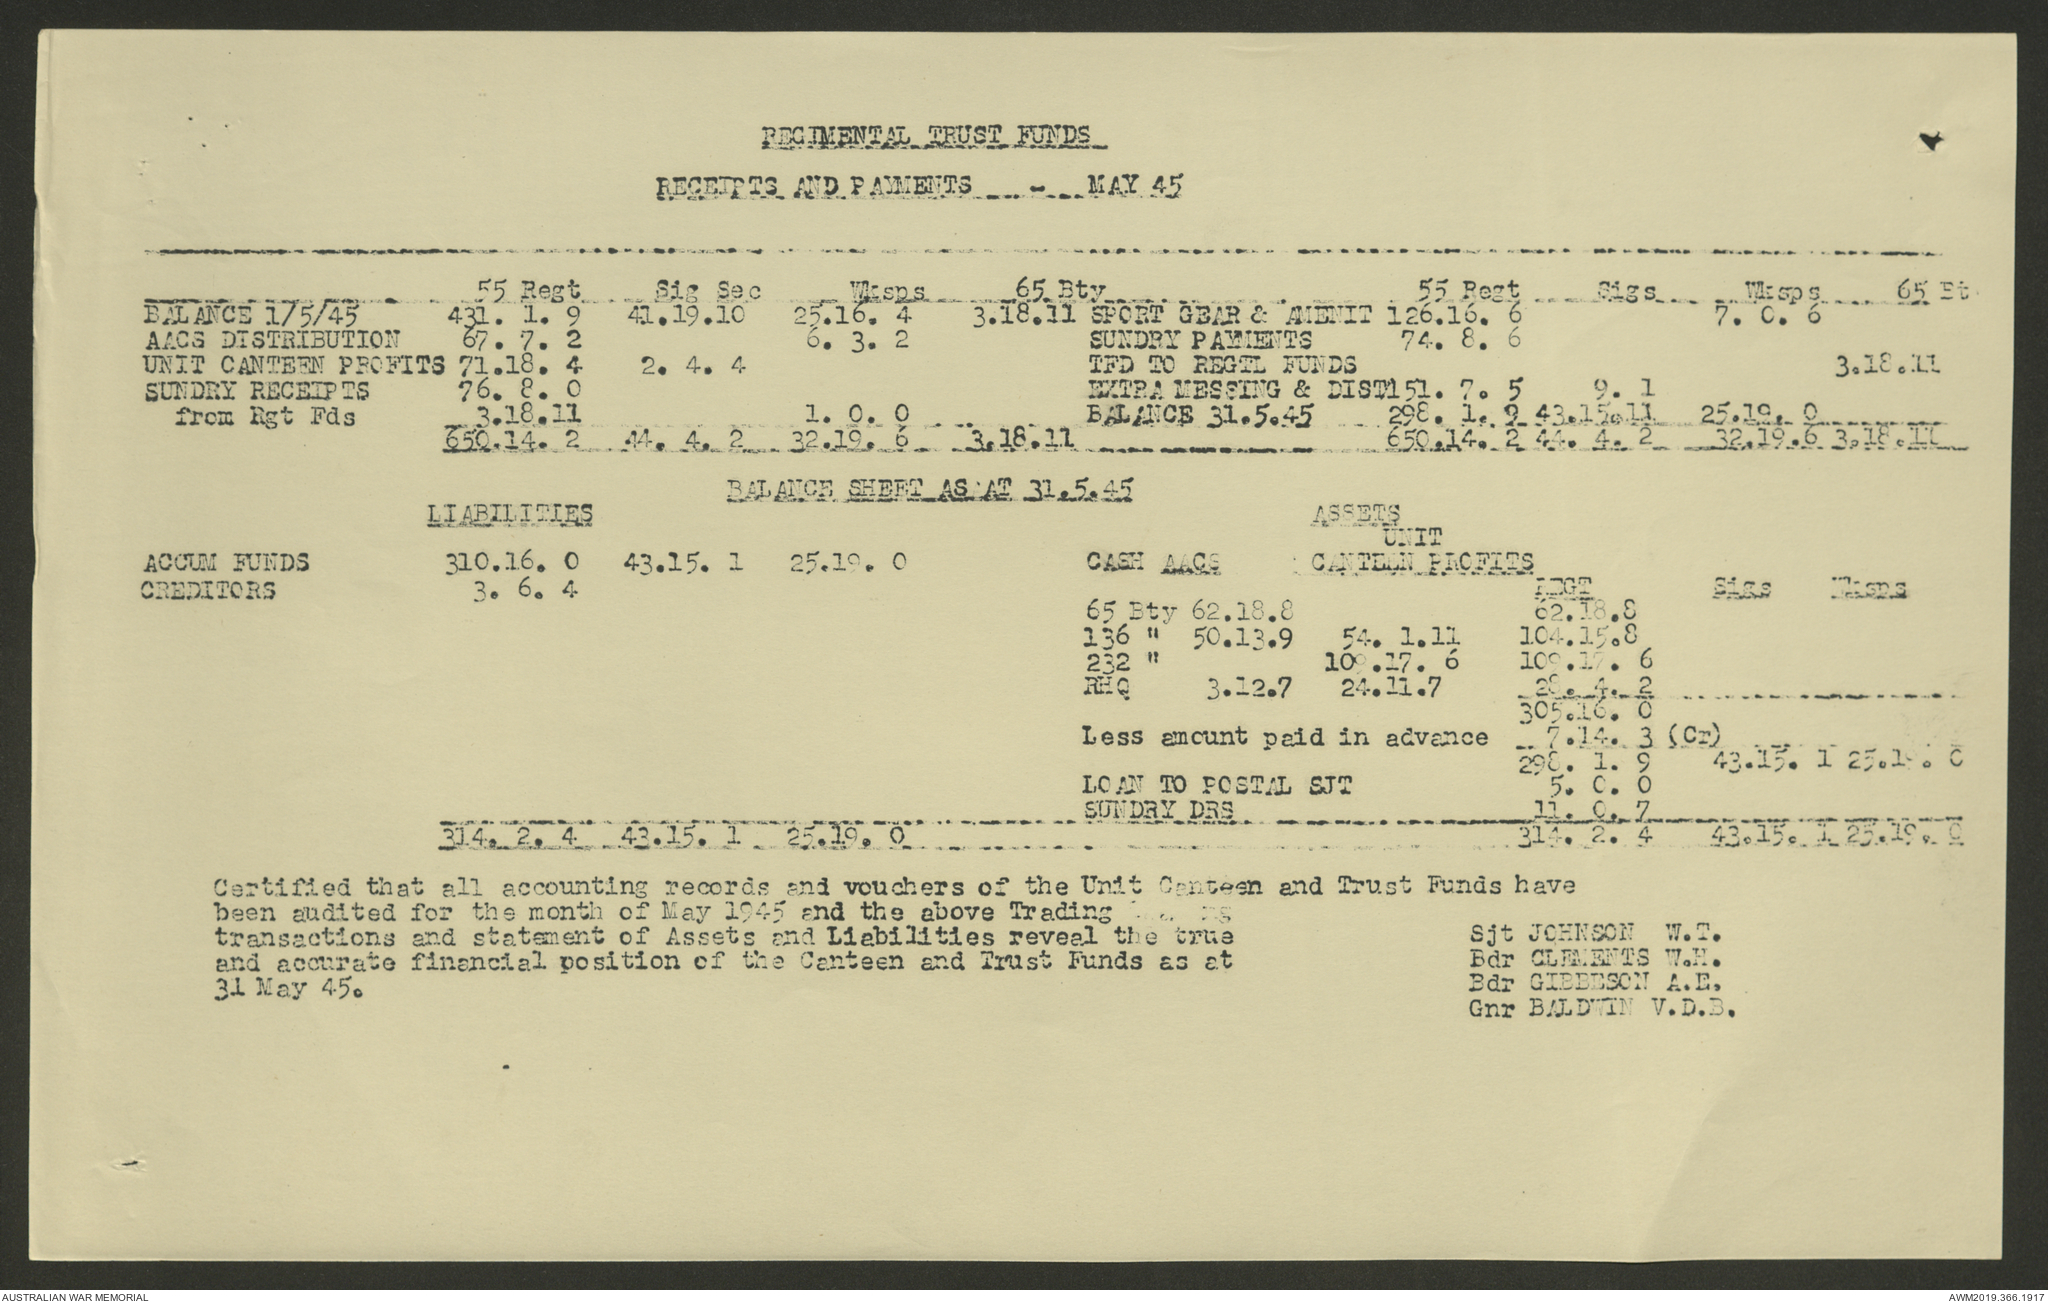 REGIMENTAL TRUST FUNDS
RECEIPTS AND PAYMENTS - MAY 45
55 Regt Sig Sec Wksps 65 Bty 55 Regt Sigs Wksps 65 Bt
BALANCE 1/5/45 431. 1. 9 41.19.10 25.16. 4 3.18.11 SPORT GEAR & AMENIT 126.16. 6 7. 0. 6
AACS DISTRIBUTION 67. 7. 2 6. 3. 2 SUNDRY PAYMENTS 74. 8. 6
UNIT CANTEEN PROFITS 71.18. 4 2. 4. 4 TFD TO REGTL FUNDS 3.18.11
SUNDRY RECEIPTS 76. 8. 0 EXTRA MESSING & DIST 151. 7. 5 9. 1
from Rgt Fds 3.18.11 1. 0. 0 BALANCE 31.5.45 298. 1. 9 43.15.11 25.19. 0
650.14. 2 44. 4. 2 32.19. 6 3.18.11 650.14. 2 44. 4. 2 32.19.6 3.18.11
BALANCE SHEET AS AT 31.5.45
LIABILITIES ASSETS
UNIT
ACCUM FUNDS 310.16. 0 43.15. 1 25.19. 0 CASH AACS CANTEEN PROFITS
CREDITORS 3. 6. 4 REGT Sigs Wksps
65 Bty 62.18.8 62.18.8
136 " 50.13.9 54. 1.11 104.15.8
232 " 109.17. 6 109.17. 6
RHQ 3.12.7 24.11.7 28. 4. 2
305.16. 0
Less amount paid in advance 7.14. 3 (Cr)
298. 1. 9 43.15. 1 25.19. 0
LOAN TO POSTAL SJT 5. 0. 0
SUNDRY DRS 11. 0. 7
314. 2. 4 43.15. 1 25.19. 0 314. 2. 4 43.15. 1 25.19. 0
Certified that all accounting records and vouchers of the Unit Canteen and Trust Funds have
been audited for the month of May 1945 and the above Trading
transactions and statement of Assets and Liabilities reveal the true
and accurate financial position of the Canteen and Trust Funds as at
31 May 45.
Sjt JOHNSON W.T.
Bdr CLEMENTS W.H.
Bdr GIBBESON A.E.
Gnr BALDWIN V.D.B.
AUSTRALIAN WAR MEMORIAL AWM2019.366.1917